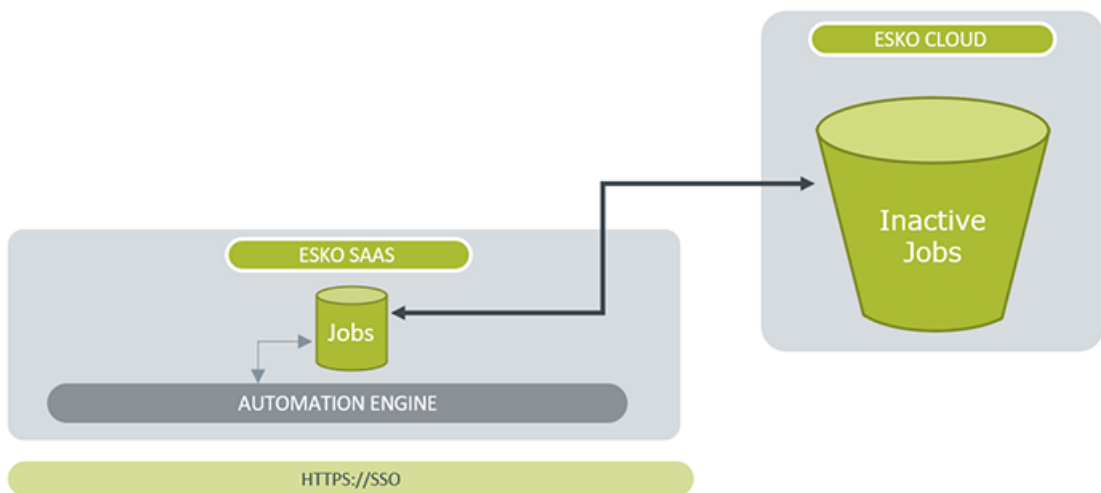 ESKO CLOUD
Inactive
Jobs
ESKO SAAS
Jobs
AUTOMATION ENGINE
HTTPS://SSO